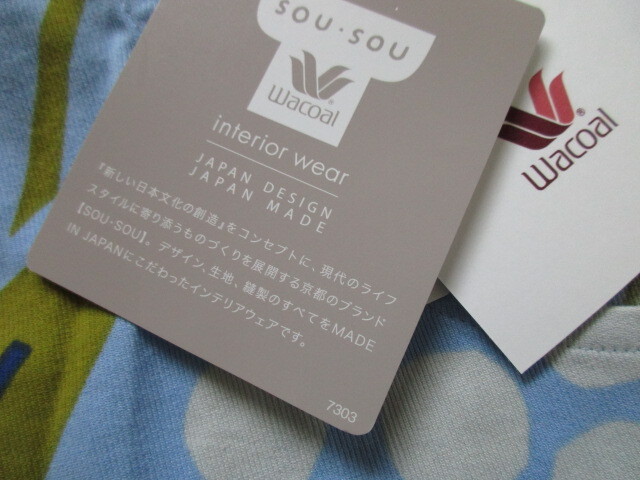 SOU・SOU
Wacoal
interior wear
JAPAN DESIGN
JAPAN MADE
『新しい日本文化の創造』をコンセプトに、現代のライフ
スタイルに寄り添うものづくりを展開する京都のブランド
【SOU・SOU】。デザイン、生地、縫製のすべてをMADE
IN JAPANにこだわったインテリアウェアです。
7303
Wacoal®